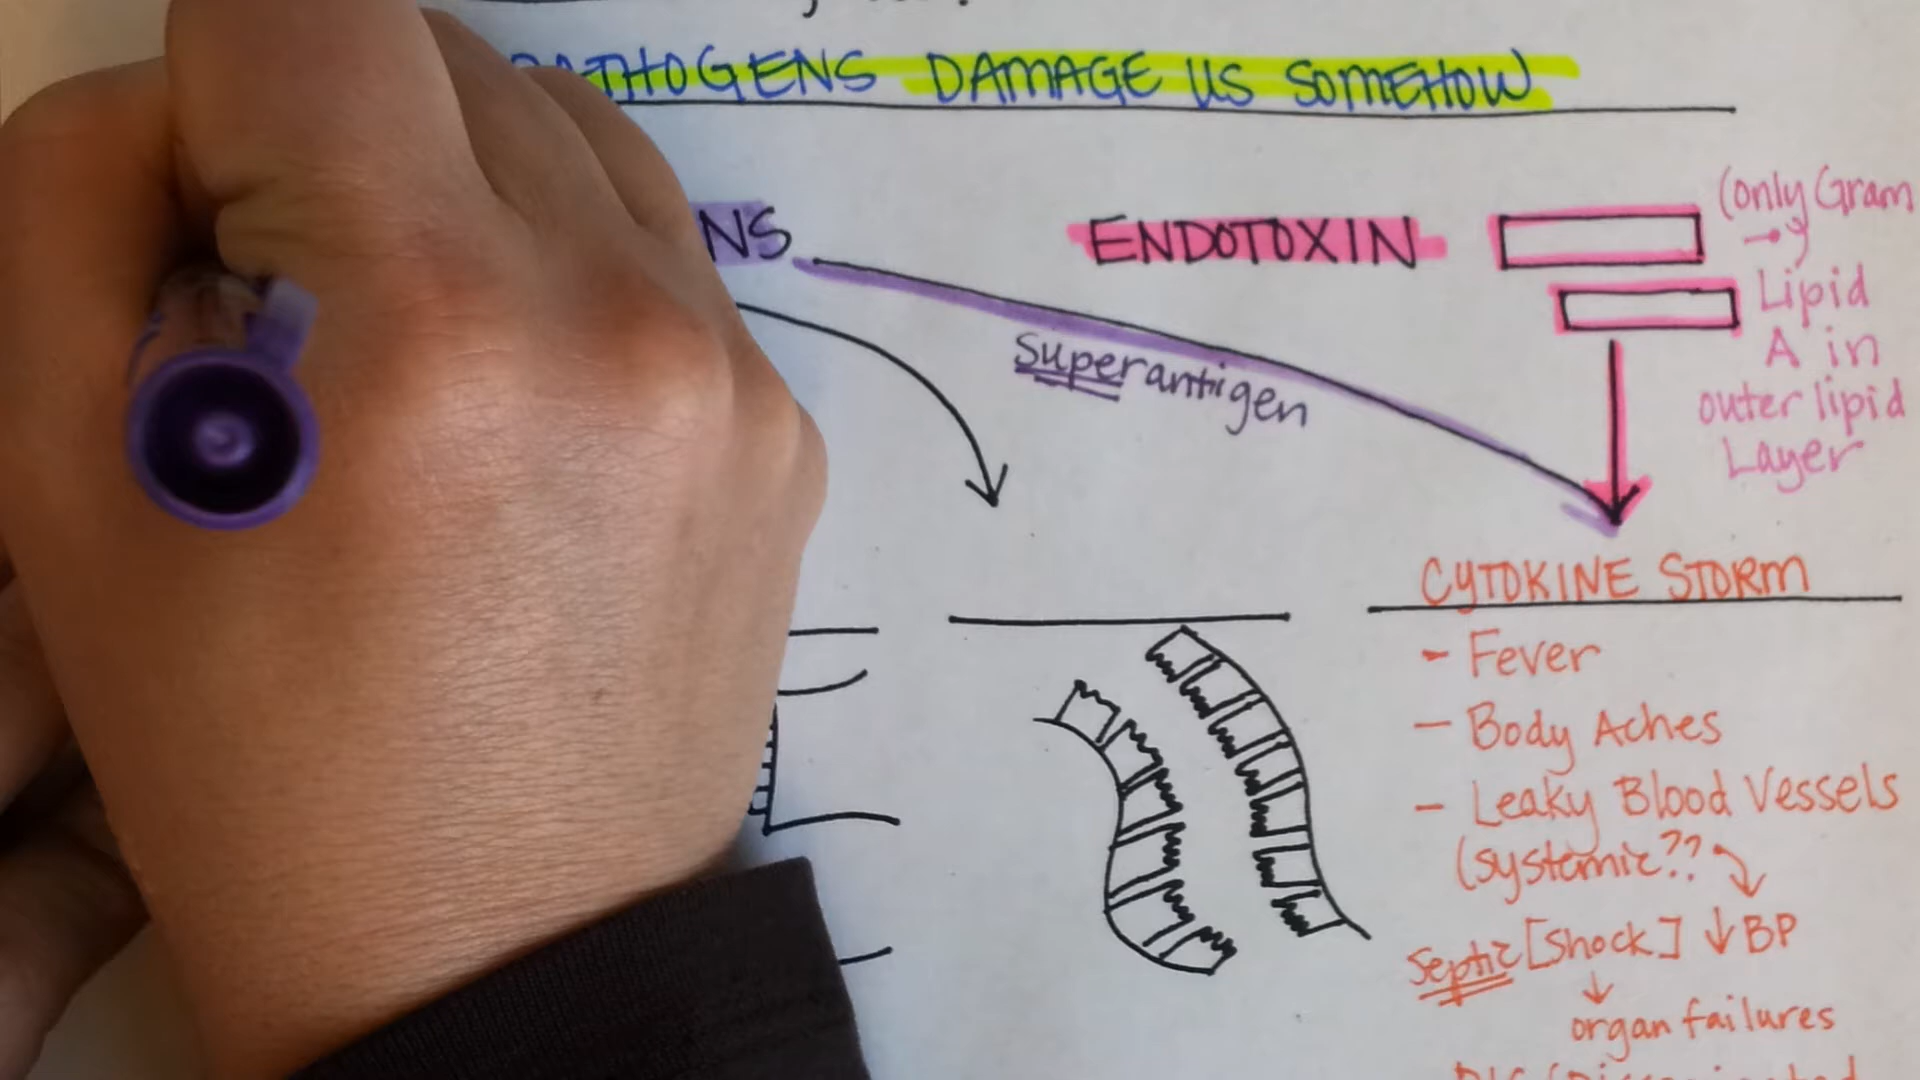 PATHOGENS DAMAGE US SOMEHOW
NS
Superantigen
ENDOTOXIN
(only Gram
Lipid
A in
outer lipid
Layer
CYTOKINE STORM
- Fever
- Body Aches
- Leaky Blood Vessels
(systemic??
Septic [Shock] ↓ BP
↓
organ failures